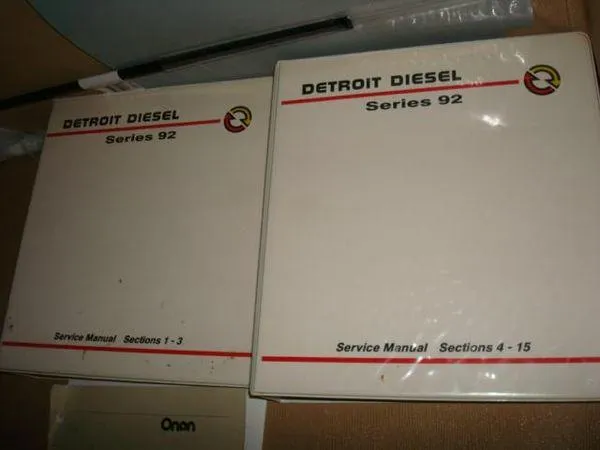 DETROIT DIESEL
Series 92
Service Manual Sections 1 - 3
DETROIT DIESEL
Series 92
Service Manual Sections 4 - 15
Onan